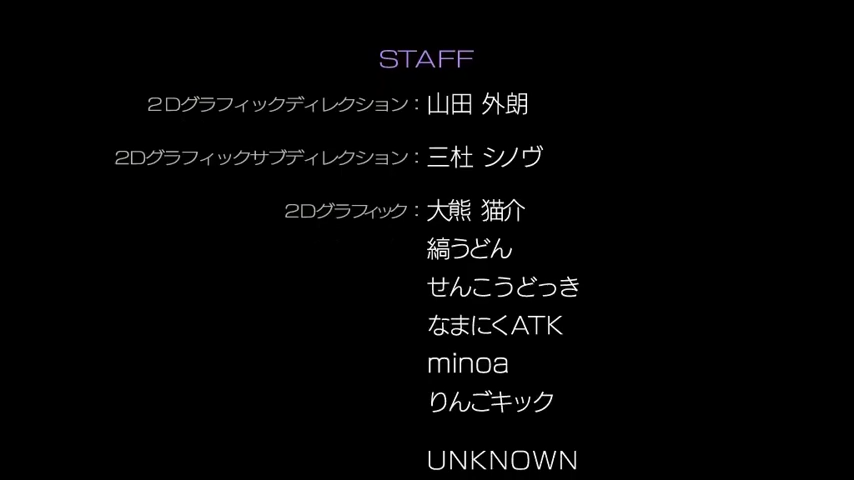 STAFF
2Dグラフィックディレクション：山田 外朗
2Dグラフィックサブディレクション：三杜 シノヴ
2Dグラフィック：大熊 猫介
縞うどん
せんこうどっき
なまにくATK
minoa
りんごキック
UNKNOWN